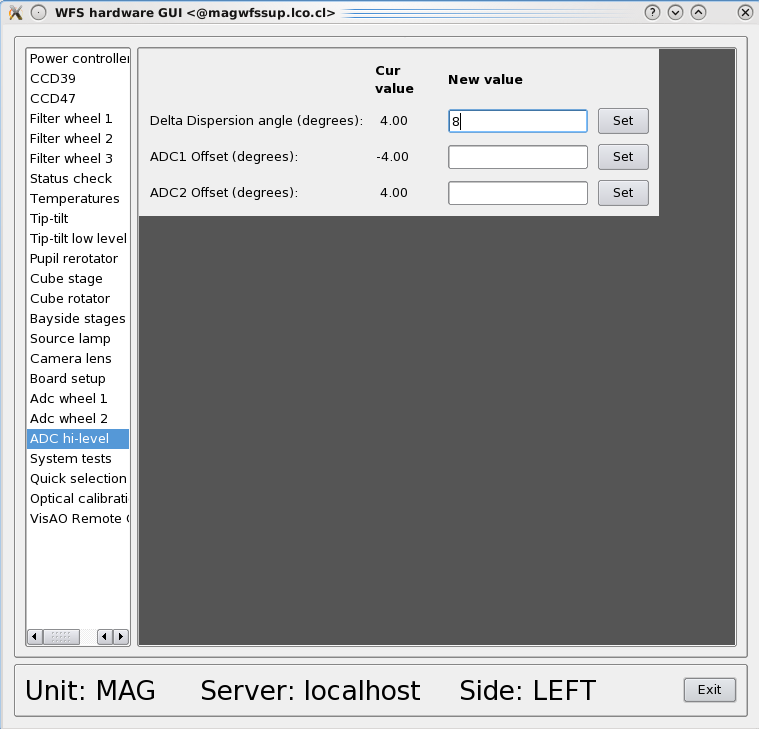 WFS hardware GUI <@magwfssup.lco.cl>
Power controller
CCD39
CCD47
Filter wheel 1
Filter wheel 2
Filter wheel 3
Status check
Temperatures
Tip-tilt
Tip-tilt low level
Pupil rerotator
Cube stage
Cube rotator
Bayside stages
Source lamp
Camera lens
Board setup
Adc wheel 1
Adc wheel 2
ADC hi-level
System tests
Quick selection
Optical calibrati
VisAO Remote
Cur
value New value
Delta Dispersion angle (degrees): 4.00 8 Set
ADC1 Offset (degrees): -4.00 Set
ADC2 Offset (degrees): 4.00 Set
Unit: MAG Server: localhost Side: LEFT Exit